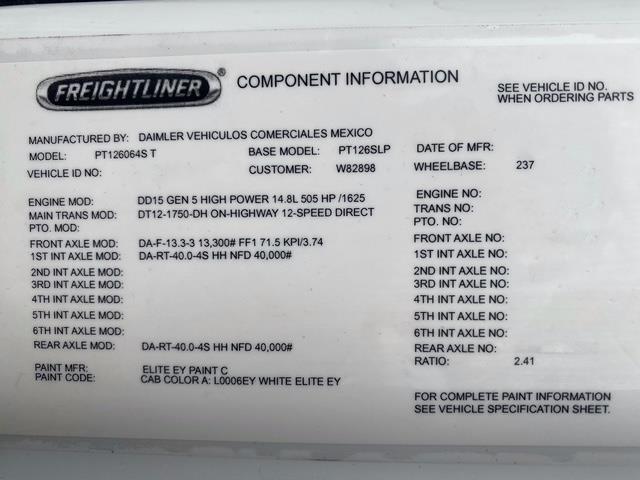 FREIGHTLINER® COMPONENT INFORMATION
SEE VEHICLE ID NO.
WHEN ORDERING PARTS
MANUFACTURED BY: DAIMLER VEHICULOS COMERCIALES MEXICO
MODEL: PT126064S T BASE MODEL: PT126SLP DATE OF MFR:
VEHICLE ID NO: CUSTOMER: W82898 WHEELBASE: 237
ENGINE MOD: DD15 GEN 5 HIGH POWER 14.8L 505 HP /1625 ENGINE NO:
MAIN TRANS MOD: DT12-1750-DH ON-HIGHWAY 12-SPEED DIRECT TRANS NO:
PTO. MOD: PTO. NO:
FRONT AXLE MOD: DA-F-13.3-3 13,300# FF1 71.5 KPI/3.74 FRONT AXLE NO:
1ST INT AXLE MOD: DA-RT-40.0-4S HH NFD 40,000# 1ST INT AXLE NO:
2ND INT AXLE MOD: 2ND INT AXLE NO:
3RD INT AXLE MOD: 3RD INT AXLE NO:
4TH INT AXLE MOD: 4TH INT AXLE NO:
5TH INT AXLE MOD: 5TH INT AXLE NO:
6TH INT AXLE MOD: 6TH INT AXLE NO:
REAR AXLE MOD: DA-RT-40.0-4S HH NFD 40,000# REAR AXLE NO:
RATIO: 2.41
PAINT MFR: ELITE EY PAINT C
PAINT CODE: CAB COLOR A: L0006EY WHITE ELITE EY
FOR COMPLETE PAINT INFORMATION
SEE VEHICLE SPECIFICATION SHEET.